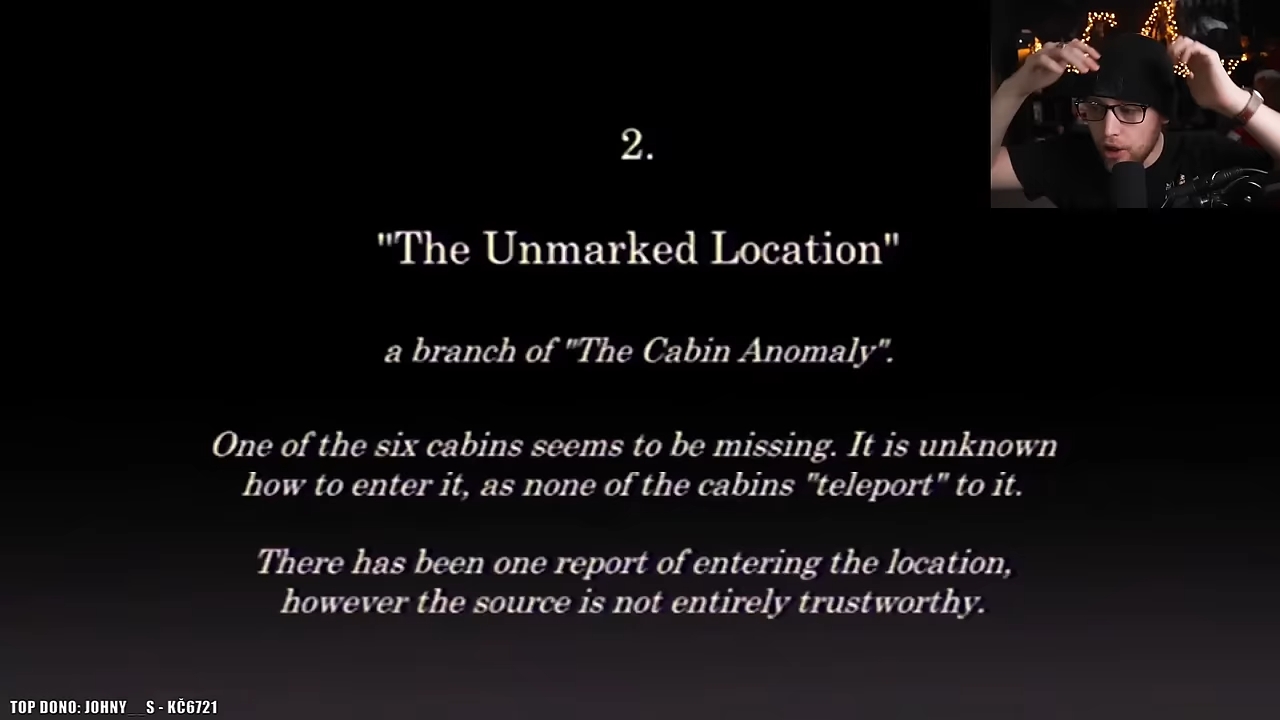 2.
"The Unmarked Location"
a branch of "The Cabin Anomaly".
One of the six cabins seems to be missing. It is unknown
how to enter it, as none of the cabins "teleport" to it.
There has been one report of entering the location,
however the source is not entirely trustworthy.
TOP DONO: JOHNY__S - KČ6721